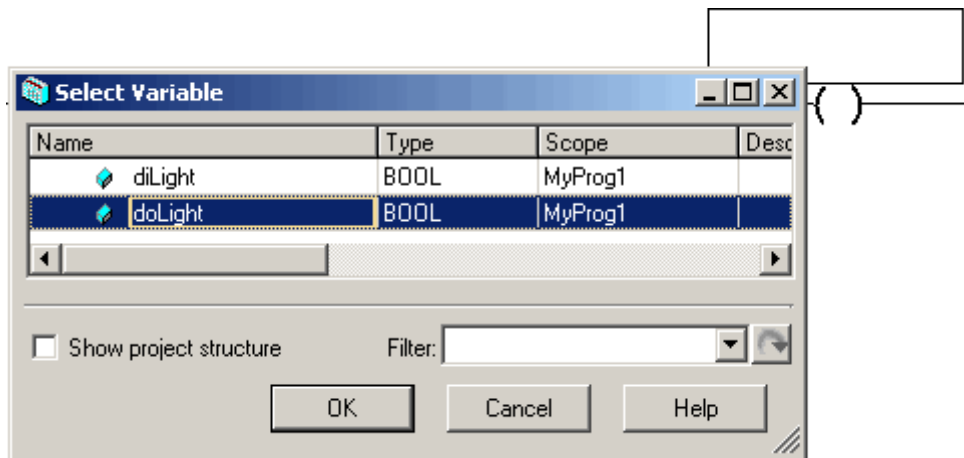 Select Variable
Name Type Scope Desc
diLight BOOL MyProg1
doLight BOOL MyProg1
Show project structure Filter:
OK Cancel Help